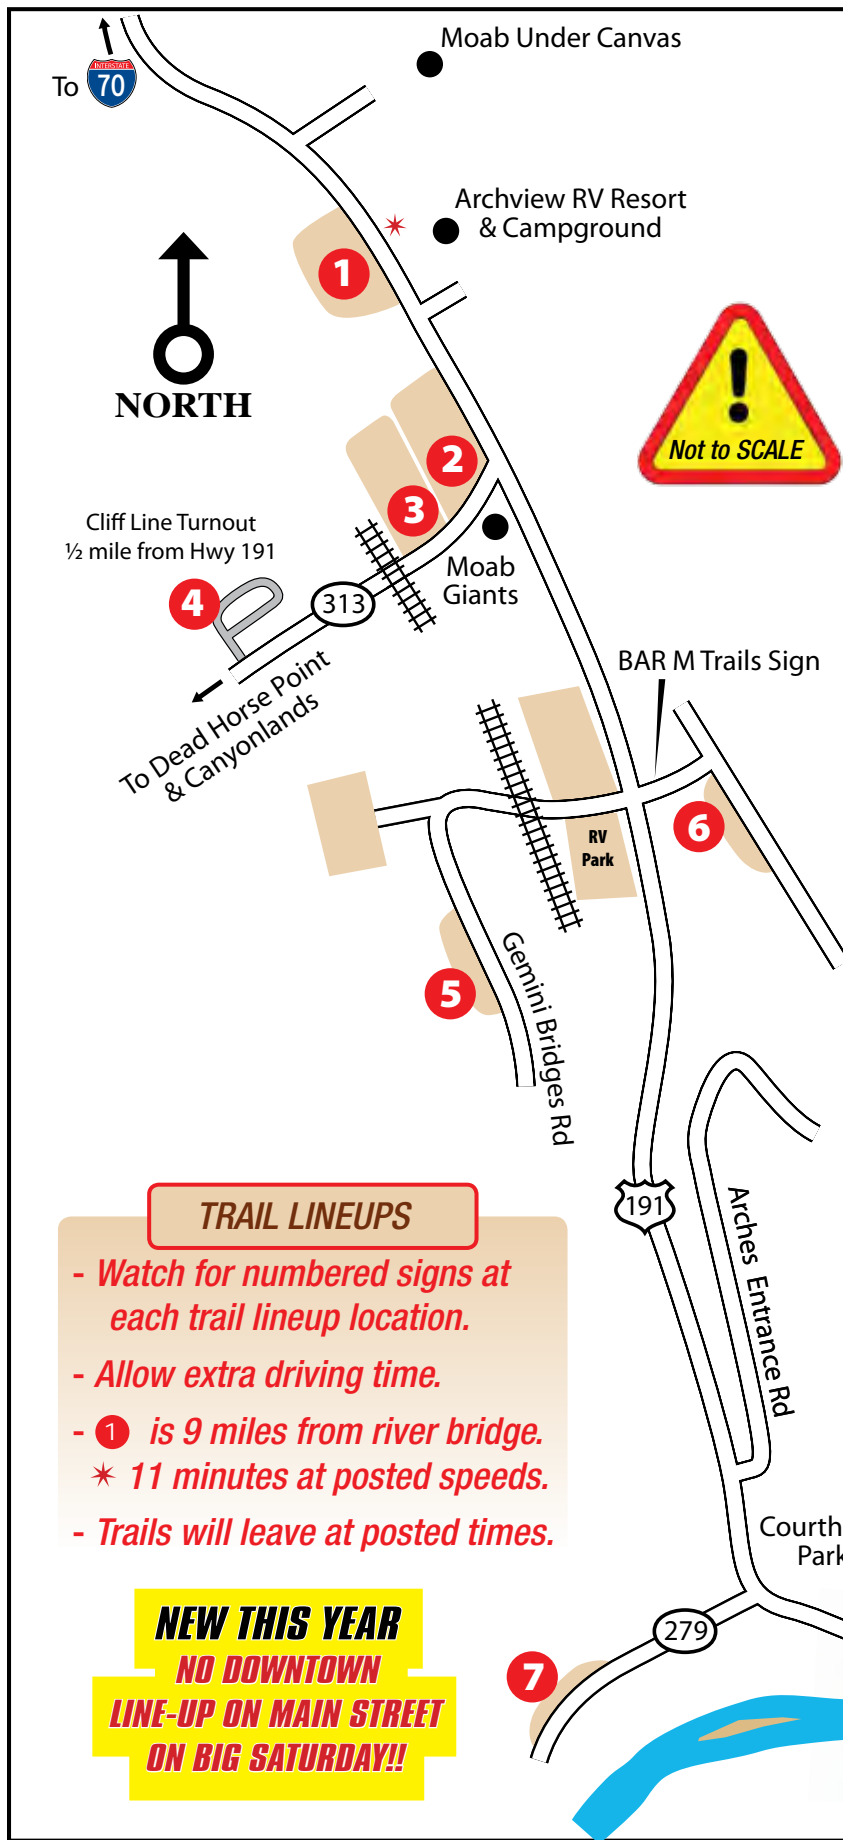 Moab Under Canvas
To
INTERSTATE
70
Archview RV Resort
& Campground
1
NORTH
Not to SCALE
2
3
Cliff Line Turnout
½ mile from Hwy 191
4
313
Moab
Giants
To Dead Horse Point
& Canyonlands
BAR M Trails Sign
6
RV
Park
5
Gemini Bridges Rd
191
Arches Entrance Rd
TRAIL LINEUPS
- Watch for numbered signs at
each trail lineup location.
- Allow extra driving time.
- 1 is 9 miles from river bridge.
* 11 minutes at posted speeds.
- Trails will leave at posted times.
Courth
Park
279
7
NEW THIS YEAR
NO DOWNTOWN
LINE-UP ON MAIN STREET
ON BIG SATURDAY!!